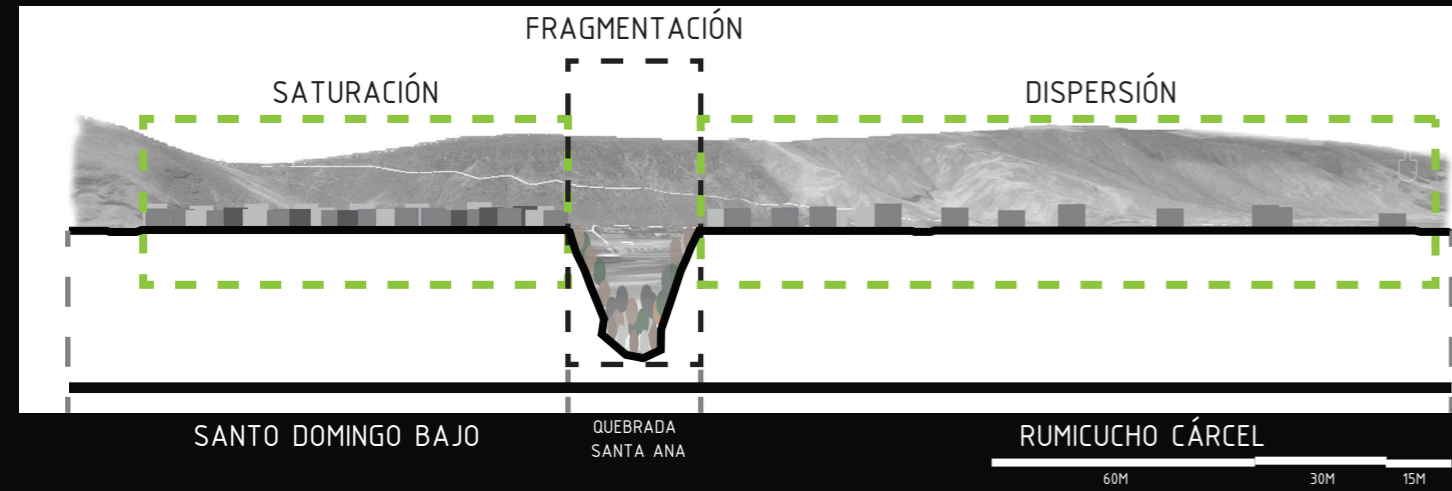 FRAGMENTACIÓN
SATURACIÓN
DISPERSIÓN
SANTO DOMINGO BAJO
QUEBRADA
SANTA ANA
RUMICUCHO CÁRCEL
60M
30M
15M